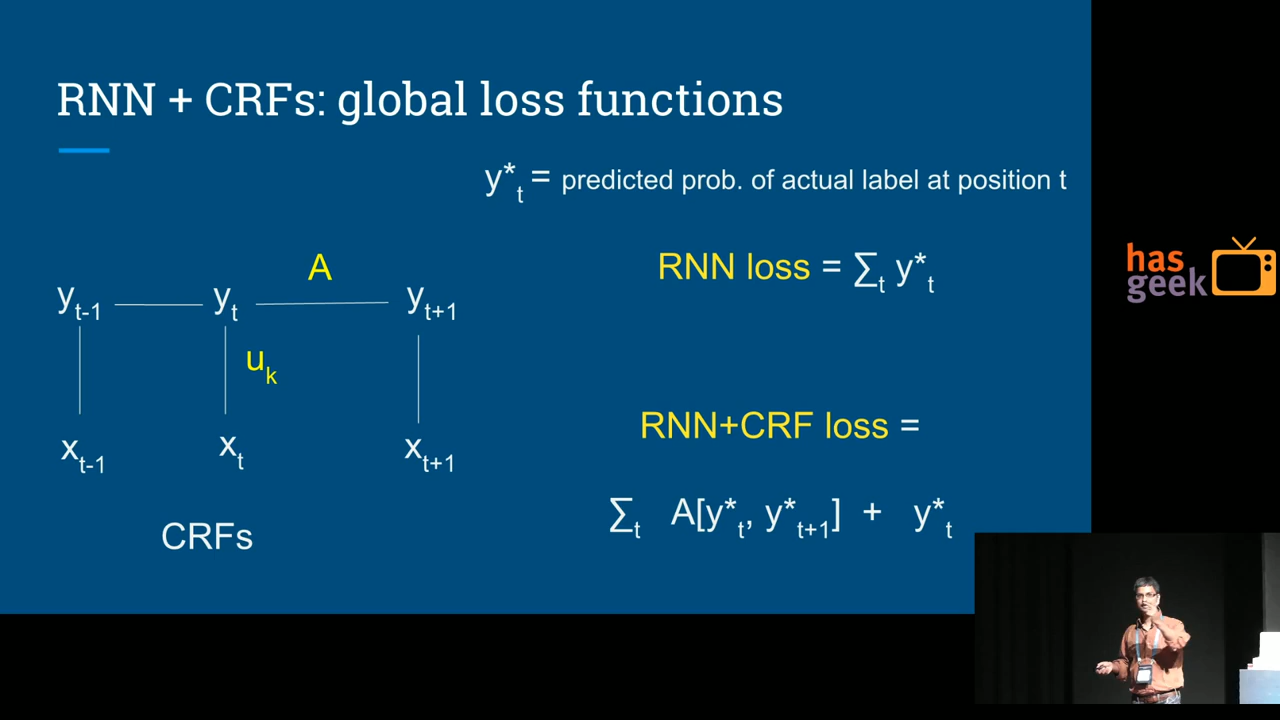 RNN + CRFs: global loss functions
y*t = predicted prob. of actual label at position t
RNN loss = ∑t y*t
A
yt-1 yt yt+1
uk
xt-1 xt xt+1
CRFs
RNN+CRF loss =
∑t A[y*t, y*t+1] + y*t
has
geek